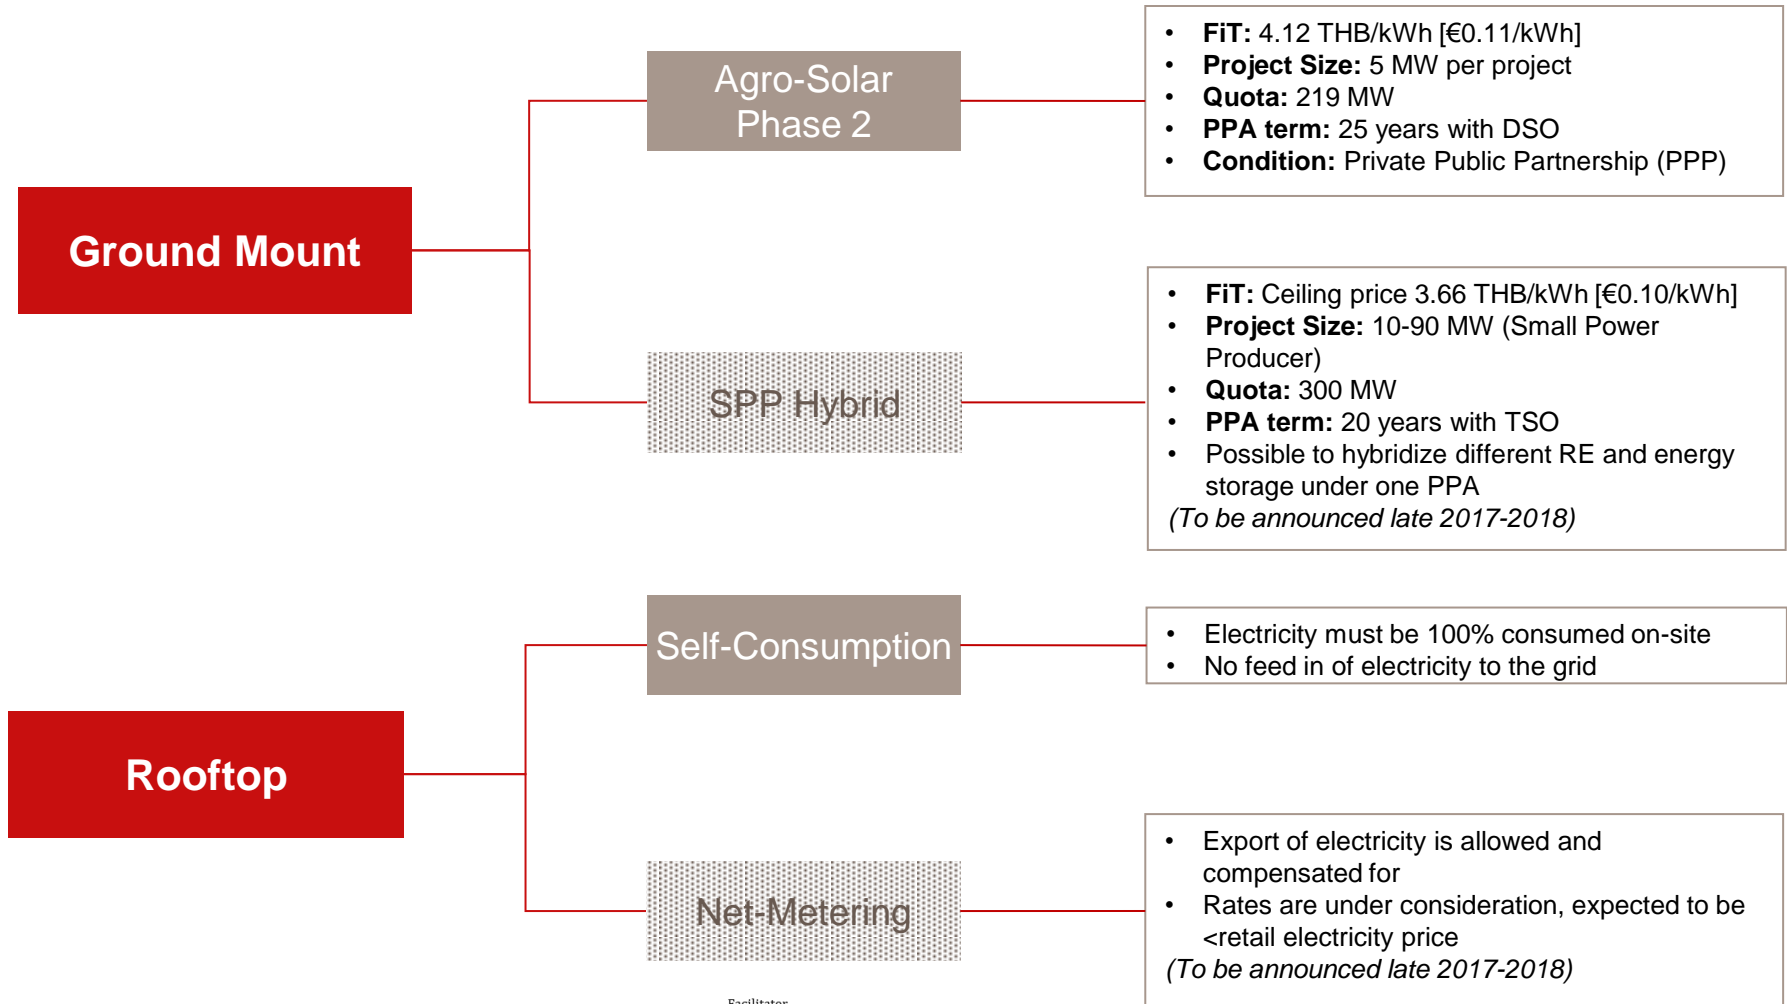 Agro-Solar
Phase 2
• FiT: 4.12 THB/kWh [€0.11/kWh]
• Project Size: 5 MW per project
• Quota: 219 MW
• PPA term: 25 years with DSO
• Condition: Private Public Partnership (PPP)
Ground Mount
SPP Hybrid
• FiT: Ceiling price 3.66 THB/kWh [€0.10/kWh]
• Project Size: 10-90 MW (Small Power
Producer)
• Quota: 300 MW
• PPA term: 20 years with TSO
• Possible to hybridize different RE and energy
storage under one PPA
(To be announced late 2017-2018)
Self-Consumption
• Electricity must be 100% consumed on-site
• No feed in of electricity to the grid
Rooftop
Net-Metering
• Export of electricity is allowed and
compensated for
• Rates are under consideration, expected to be
<retail electricity price
(To be announced late 2017-2018)
Facilitator